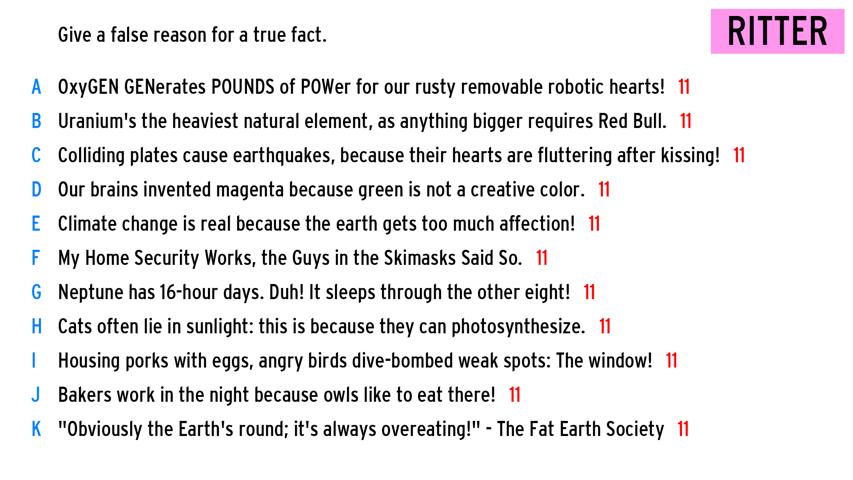 Give a false reason for a true fact.
RITTER
A OxyGEN GENerates POUNDS of POWer for our rusty removable robotic hearts! 11
B Uranium's the heaviest natural element, as anything bigger requires Red Bull. 11
C Colliding plates cause earthquakes, because their hearts are fluttering after kissing! 11
D Our brains invented magenta because green is not a creative color. 11
E Climate change is real because the earth gets too much affection! 11
F My Home Security Works, the Guys in the Skimasks Said So. 11
G Neptune has 16-hour days. Duh! It sleeps through the other eight! 11
H Cats often lie in sunlight: this is because they can photosynthesize. 11
I Housing porks with eggs, angry birds dive-bombed weak spots: The window! 11
J Bakers work in the night because owls like to eat there! 11
K "Obviously the Earth's round; it's always overeating!" - The Fat Earth Society 11